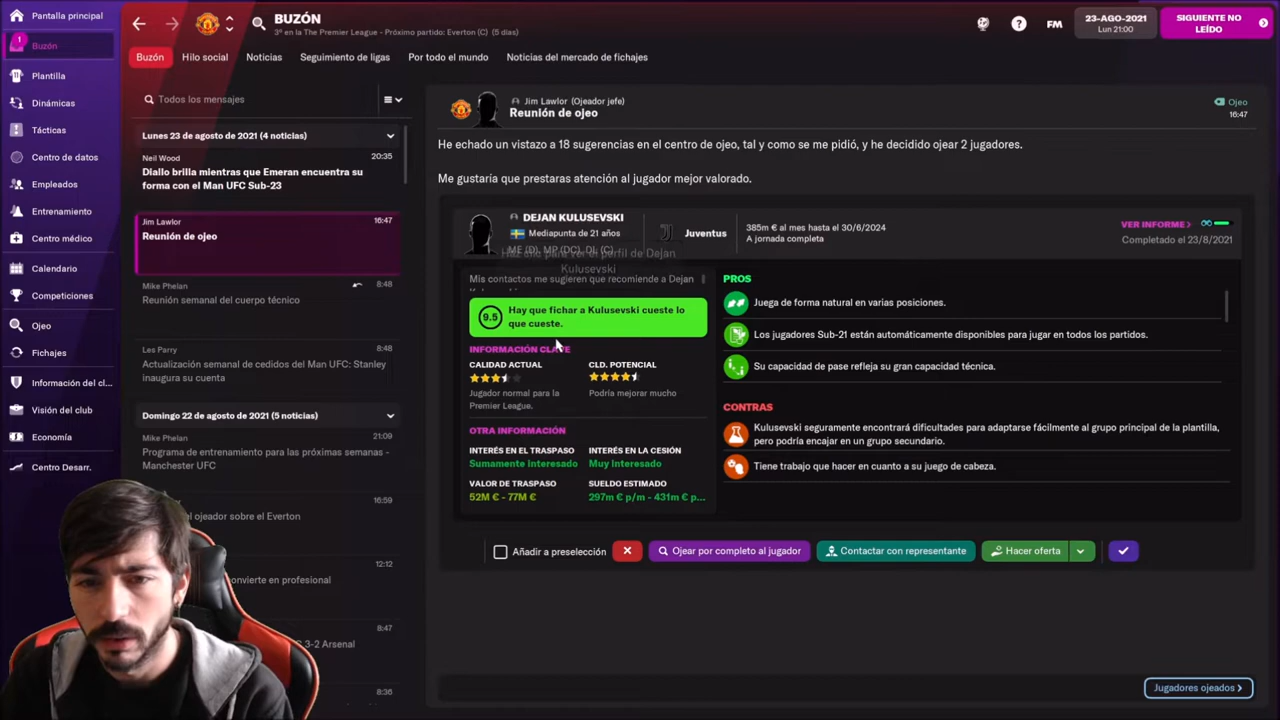 Pantalla principal
1
Buzón
Plantilla
Dinámicas
Tácticas
Centro de datos
Empleados
Entrenamiento
Centro médico
Calendario
Competiciones
Ojeo
Fichajes
Información del cl...
Visión del club
Economía
Centro Desarr.
BUZÓN
3º en la The Premier League - Próximo partido: Everton (C) (5 días)
?
FM
23-AGO-2021
Lun 21:00
SIGUIENTE NO
LEÍDO
Buzón
Hilo social
Noticias
Seguimiento de ligas
Por todo el mundo
Noticias del mercado de fichajes
Todos los mensajes
Lunes 23 de agosto de 2021 (4 noticias)
Neil Wood
20:35
Diallo brilla mientras que Emeran encuentra su
forma con el Man UFC Sub-23
Jim Lawlor
16:47
Reunión de ojeo
Mike Phelan
8:48
Reunión semanal del cuerpo técnico
Les Parry
8:48
Actualización semanal de cedidos del Man UFC: Stanley
inaugura su cuenta
Domingo 22 de agosto de 2021 (5 noticias)
Mike Phelan
21:09
Programa de entrenamiento para las próximas semanas -
Manchester UFC
16:59
el ojeador sobre el Everton
12:12
onvierte en profesional
8:47
3-2 Arsenal
8:36
Jim Lawlor (Ojeador jefe)
Reunión de ojeo
Ojeo
16:47
He echado un vistazo a 18 sugerencias en el centro de ojeo, tal y como se me pidió, y he decidido ojear 2 jugadores.
Me gustaría que prestaras atención al jugador mejor valorado.
DEJAN KULUSEVSKI
Mediapunta de 21 años
ME (D), MP (DC), DL (C)
Haz clic para ver el perfil de Dejan
Kulusevski
Juventus
385m € al mes hasta el 30/6/2024
A jornada completa
VER INFORME >
Completado el 23/8/2021
Mis contactos me sugieren que recomiende a Dejan
9.5
Hay que fichar a Kulusevski cueste lo
que cueste.
INFORMACIÓN CLAVE
CALIDAD ACTUAL
CLD. POTENCIAL
Jugador normal para la
Premier League.
Podría mejorar mucho
OTRA INFORMACIÓN
INTERÉS EN EL TRASPASO
INTERÉS EN LA CESIÓN
Sumamente Interesado
Muy Interesado
VALOR DE TRASPASO
SUELDO ESTIMADO
52M € - 77M €
297m € p/m - 431m € p...
PROS
Juega de forma natural en varias posiciones.
Los jugadores Sub-21 están automáticamente disponibles para jugar en todos los partidos.
Su capacidad de pase refleja su gran capacidad técnica.
CONTRAS
Kulusevski seguramente encontrará dificultades para adaptarse fácilmente al grupo principal de la plantilla,
pero podría encajar en un grupo secundario.
Tiene trabajo que hacer en cuanto a su juego de cabeza.
Añadir a preselección
Ojear por completo al jugador
Contactar con representante
Hacer oferta
Jugadores ojeados >